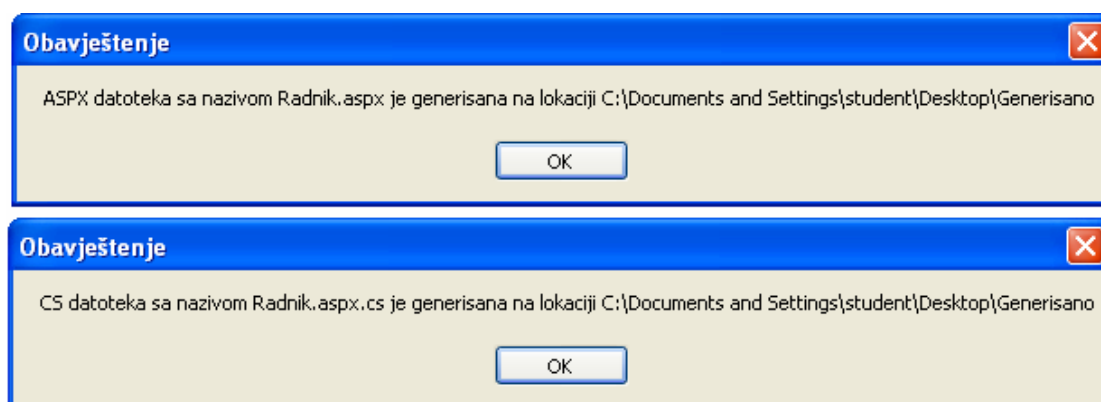 Obavještenje
ASPX datoteka sa nazivom Radnik.aspx je generisana na lokaciji C:\Documents and Settings\student\Desktop\Generisano
OK
Obavještenje
CS datoteka sa nazivom Radnik.aspx.cs je generisana na lokaciji C:\Documents and Settings\student\Desktop\Generisano
OK